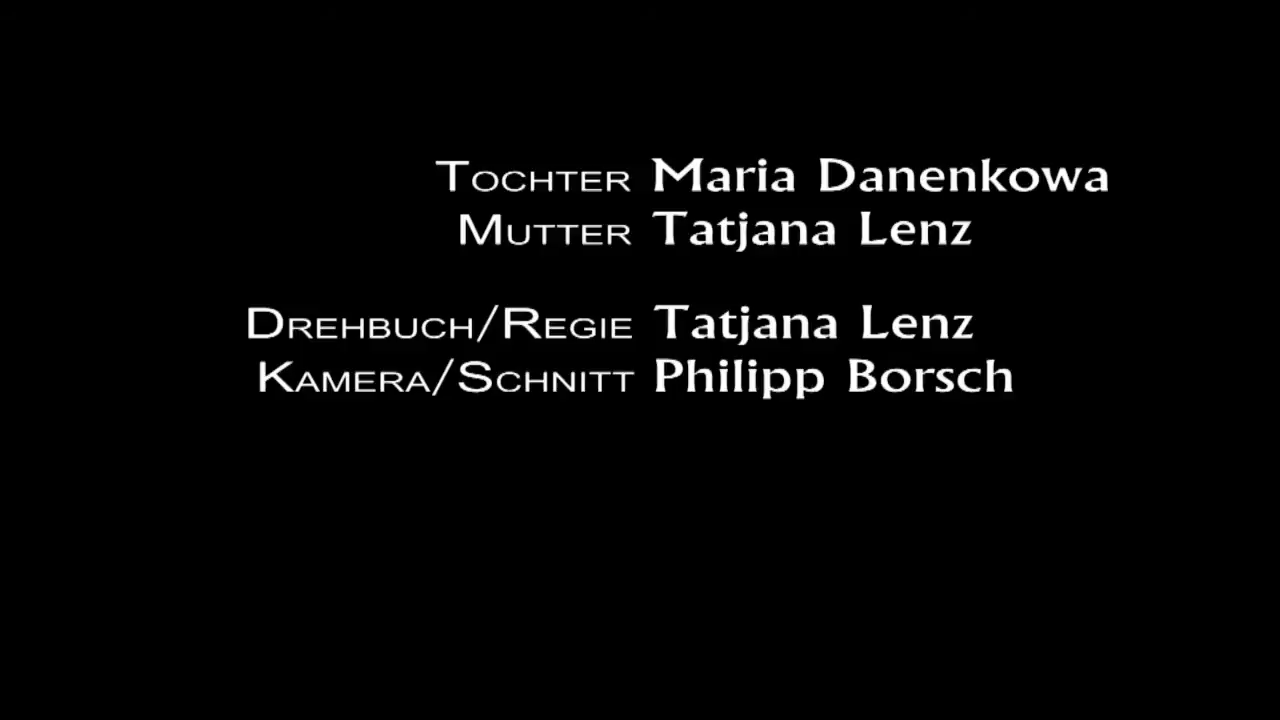 Tochter Maria Danenkowa
Mutter Tatjana Lenz
Drehbuch/Regie Tatjana Lenz
Kamera/Schnitt Philipp Borsch